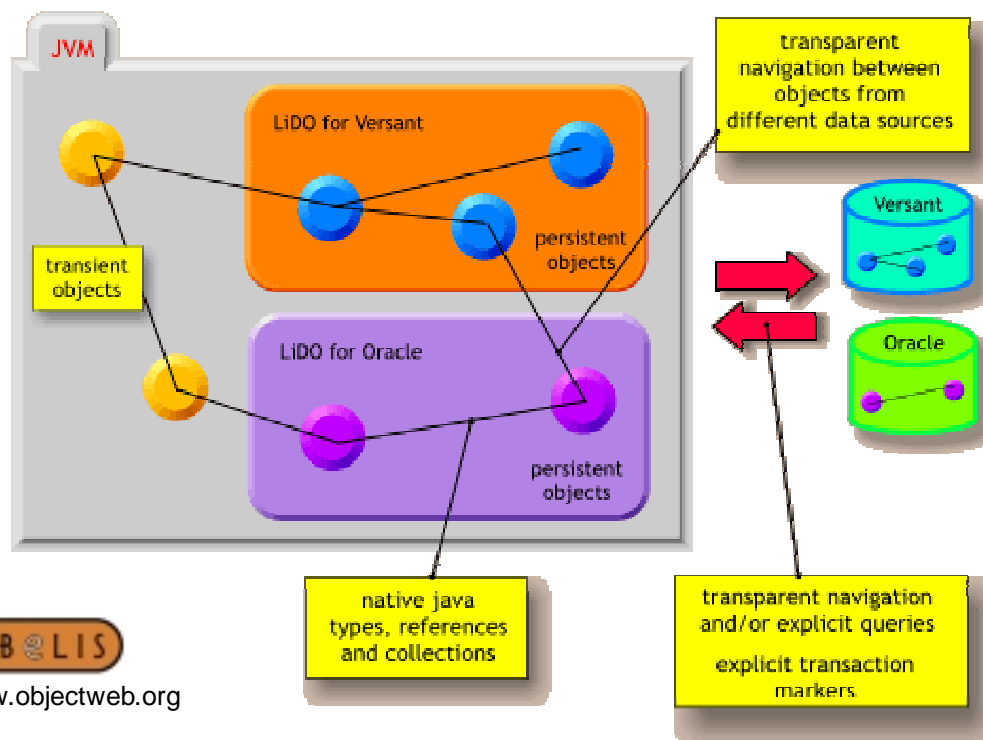 JVM
LiDO for Versant
persistent
objects
transient
objects
LiDO for Oracle
persistent
objects
transparent
navigation between
objects from
different data sources
Versant
Oracle
native java
types, references
and collections
transparent navigation
and/or explicit queries
explicit transaction
markers
B@LIS
w.objectweb.org